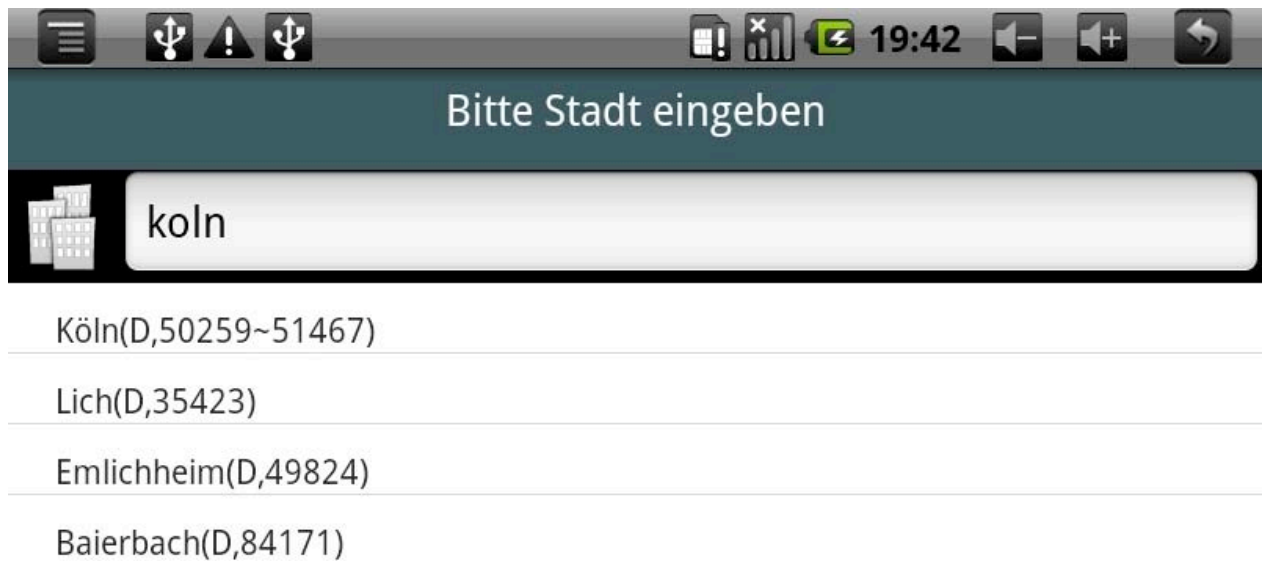 19:42
Bitte Stadt eingeben
koln
Köln(D,50259~51467)
Lich(D,35423)
Emlichheim(D,49824)
Baierbach(D,84171)